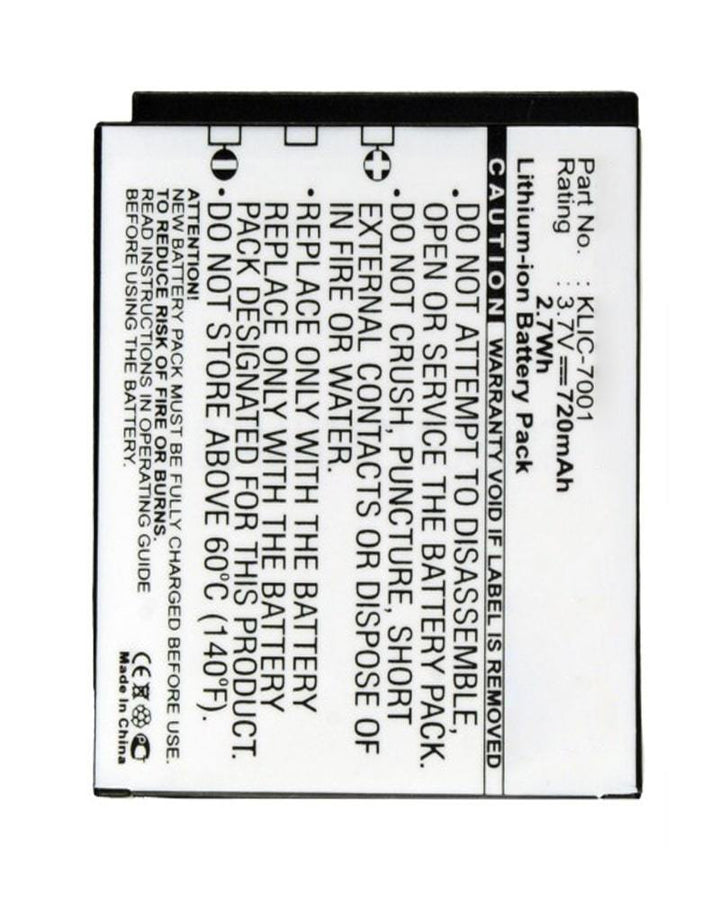 Part No. : KLIC-7001
Rating : 3.7V 720mAh
2.7Wh
Lithium-ion Battery Pack
CAUTION WARRANTY VOID IF LABEL IS REMOVED
• DO NOT ATTEMPT TO DISASSEMBLE,
OPEN OR SERVICE THE BATTERY PACK.
• DO NOT CRUSH, PUNCTURE, SHORT
EXTERNAL CONTACTS OR DISPOSE OF
IN FIRE OR WATER.
• REPLACE ONLY WITH THE BATTERY
REPLACE ONLY WITH THE BATTERY
PACK DESIGNATED FOR THIS PRODUCT.
• DO NOT STORE ABOVE 60°C (140°F).
ATTENTION!
NEW BATTERY PACK MUST BE FULLY CHARGED BEFORE USE.
TO REDUCE RISK OF FIRE OR BURNS.
READ INSTRUCTIONS IN OPERATING GUIDE
BEFORE USING THE BATTERY.
CE
Made In China